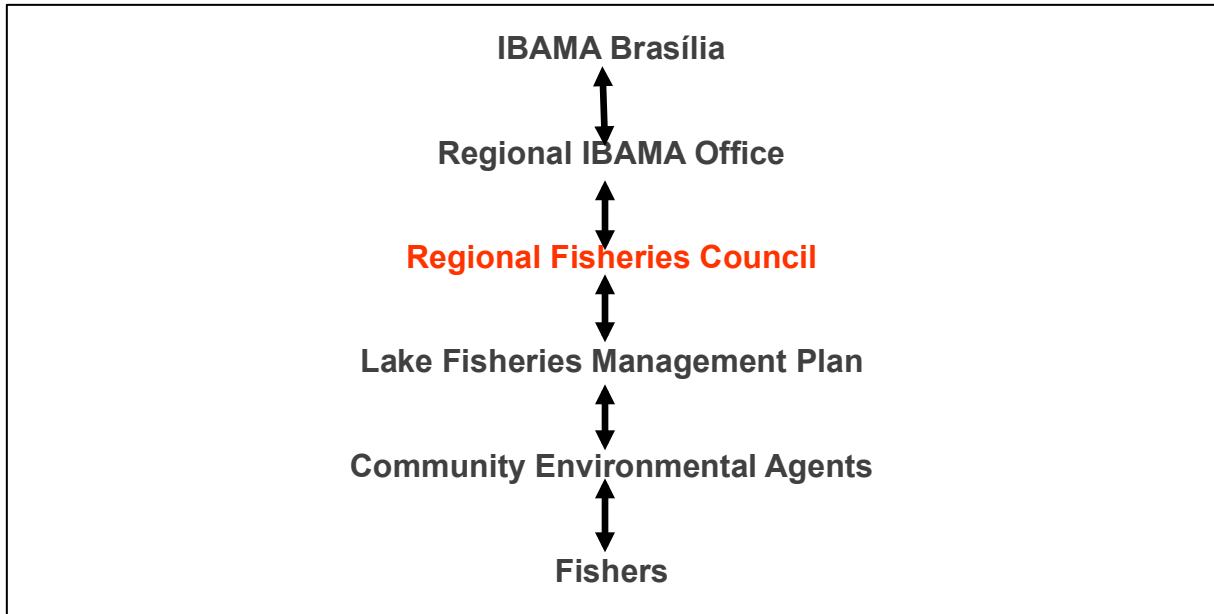 IBAMA Brasília
Regional IBAMA Office
Regional Fisheries Council
Lake Fisheries Management Plan
Community Environmental Agents
Fishers